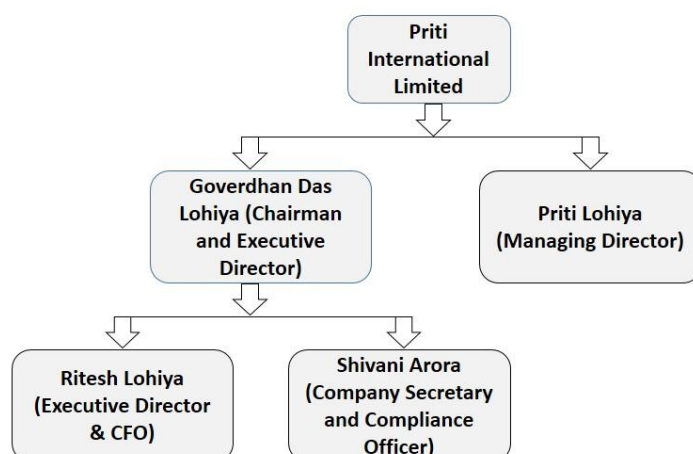 Priti
International
Limited
Goverdhan Das
Lohiya (Chairman
and Executive
Director)
Priti Lohiya
(Managing Director)
Ritesh Lohiya
(Executive Director
& CFO)
Shivani Arora
(Company Secretary
and Compliance
Officer)